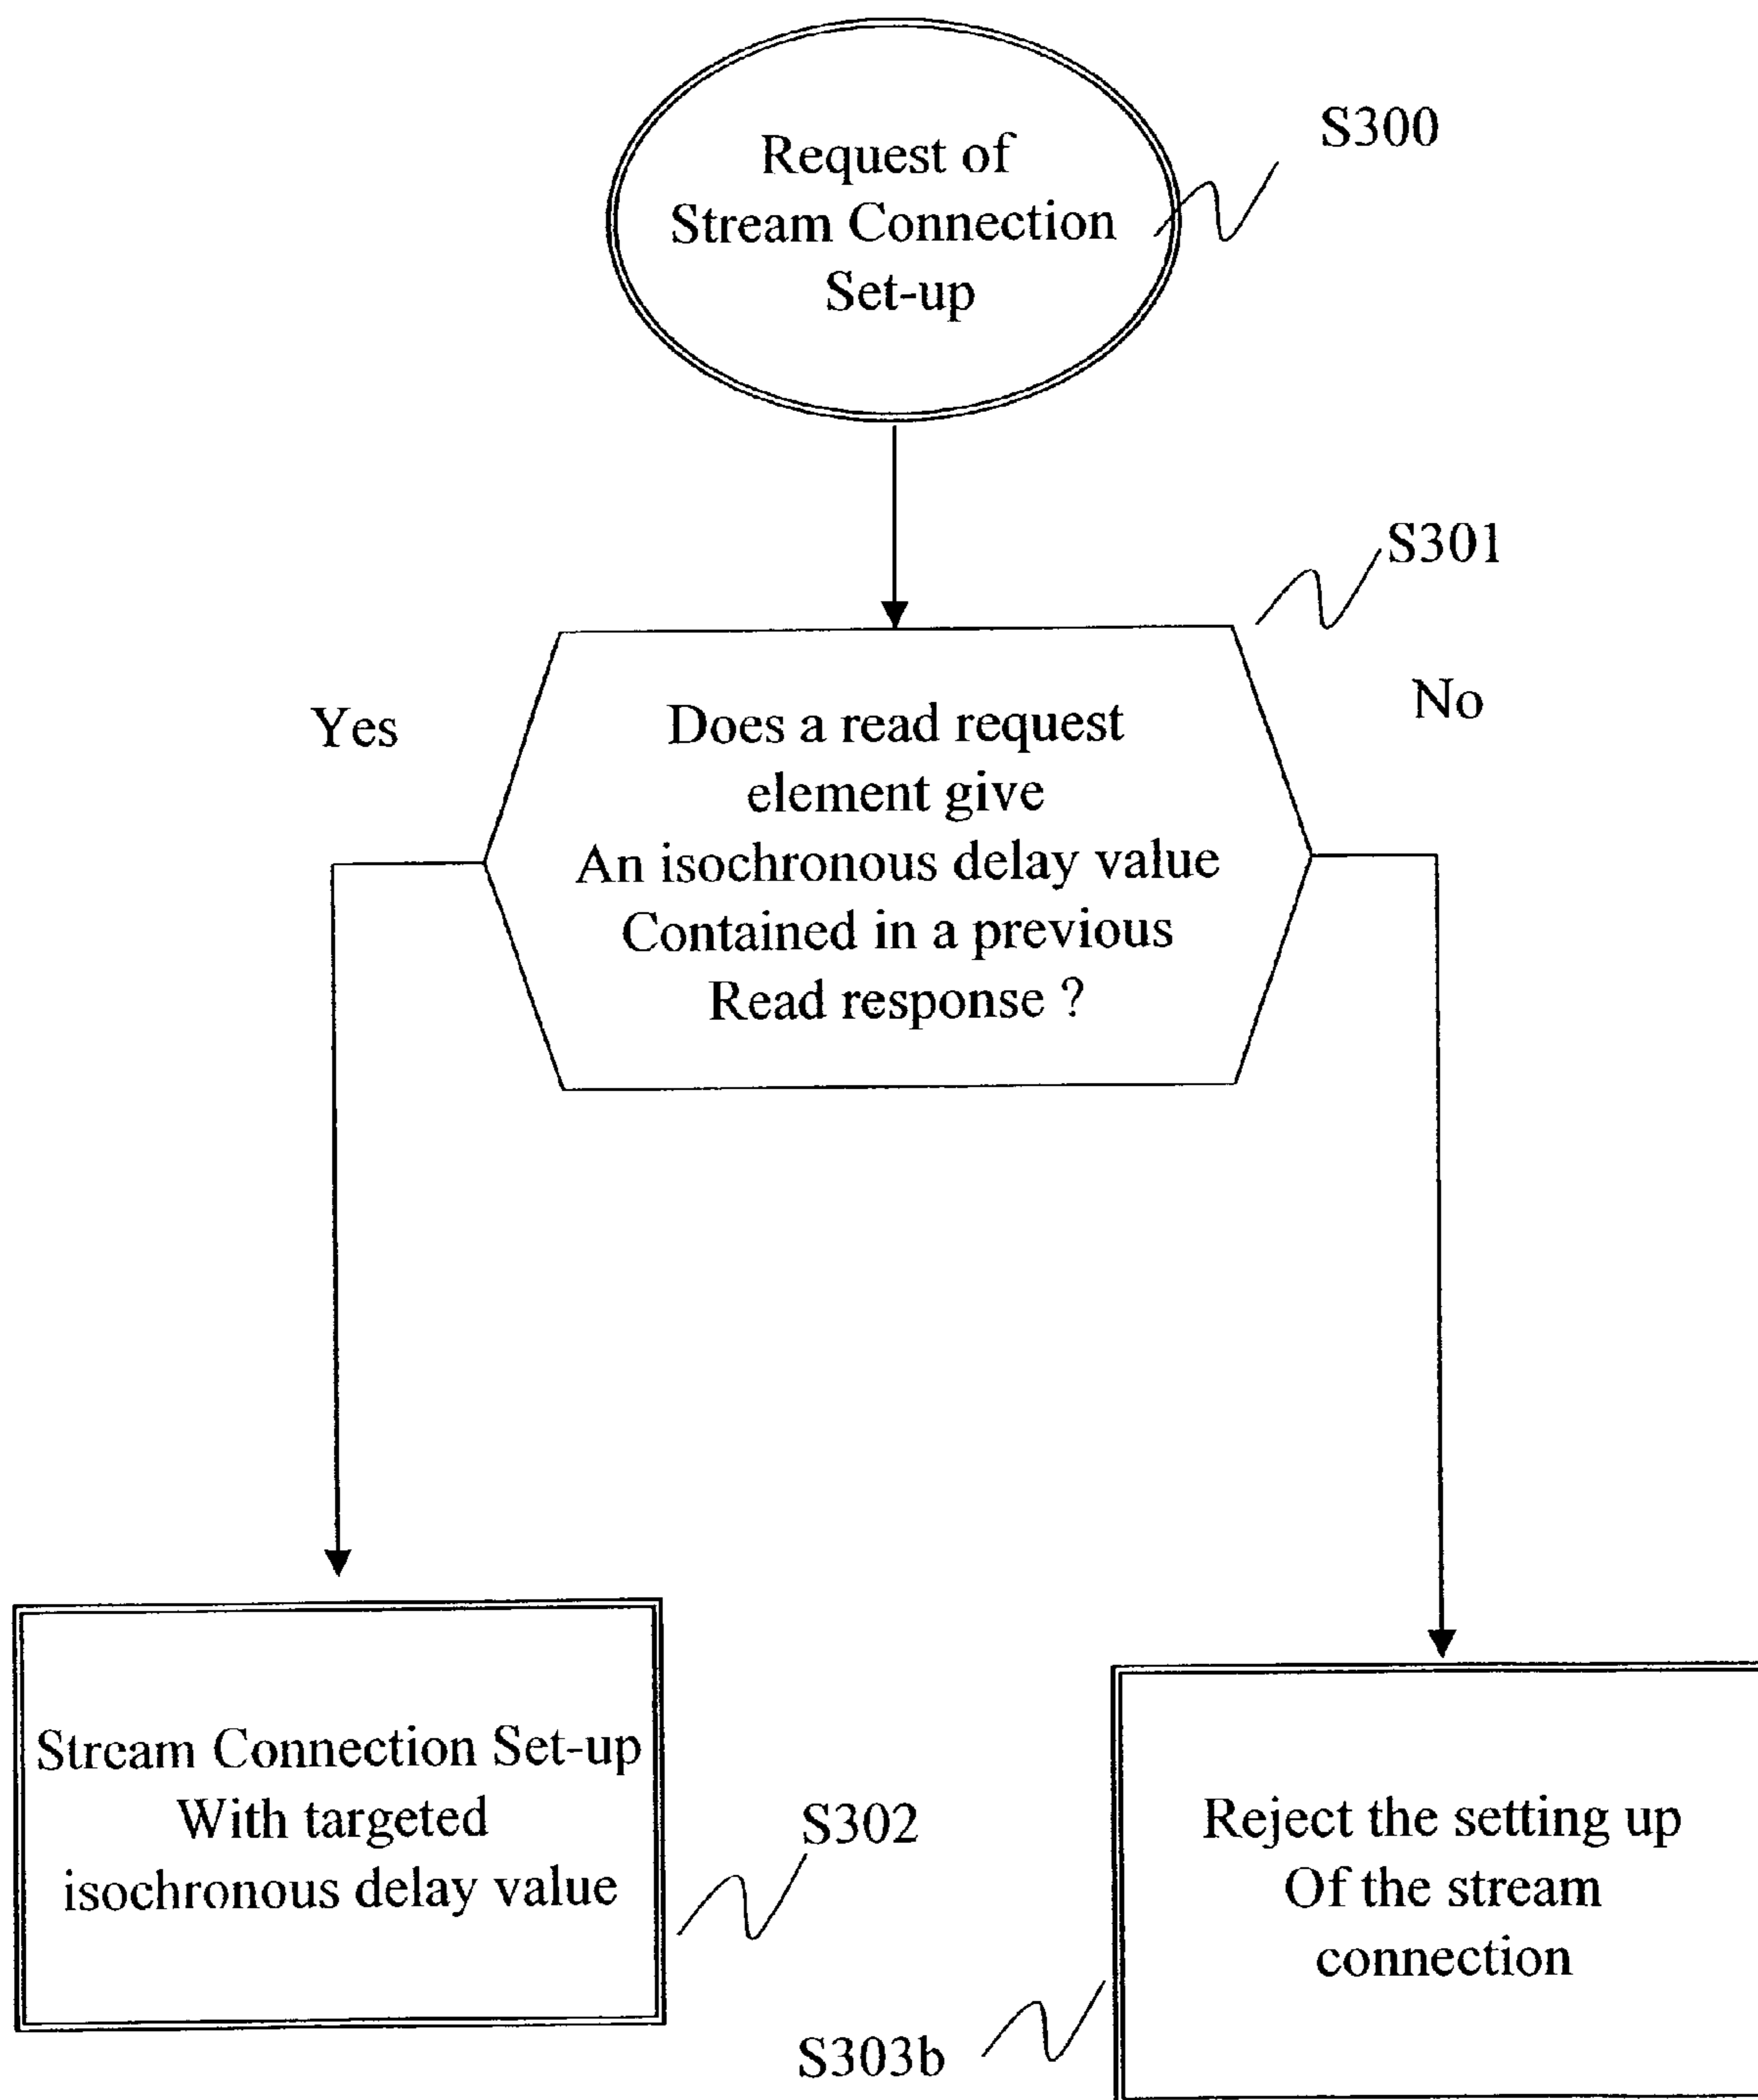 Request of
Stream Connection
Set-up
S300
S301
Yes
No
Does a read request
element give
An isochronous delay value
Contained in a previous
Read response ?
Stream Connection Set-up
With targeted
isochronous delay value
S302
Reject the setting up
Of the stream
connection
S303b